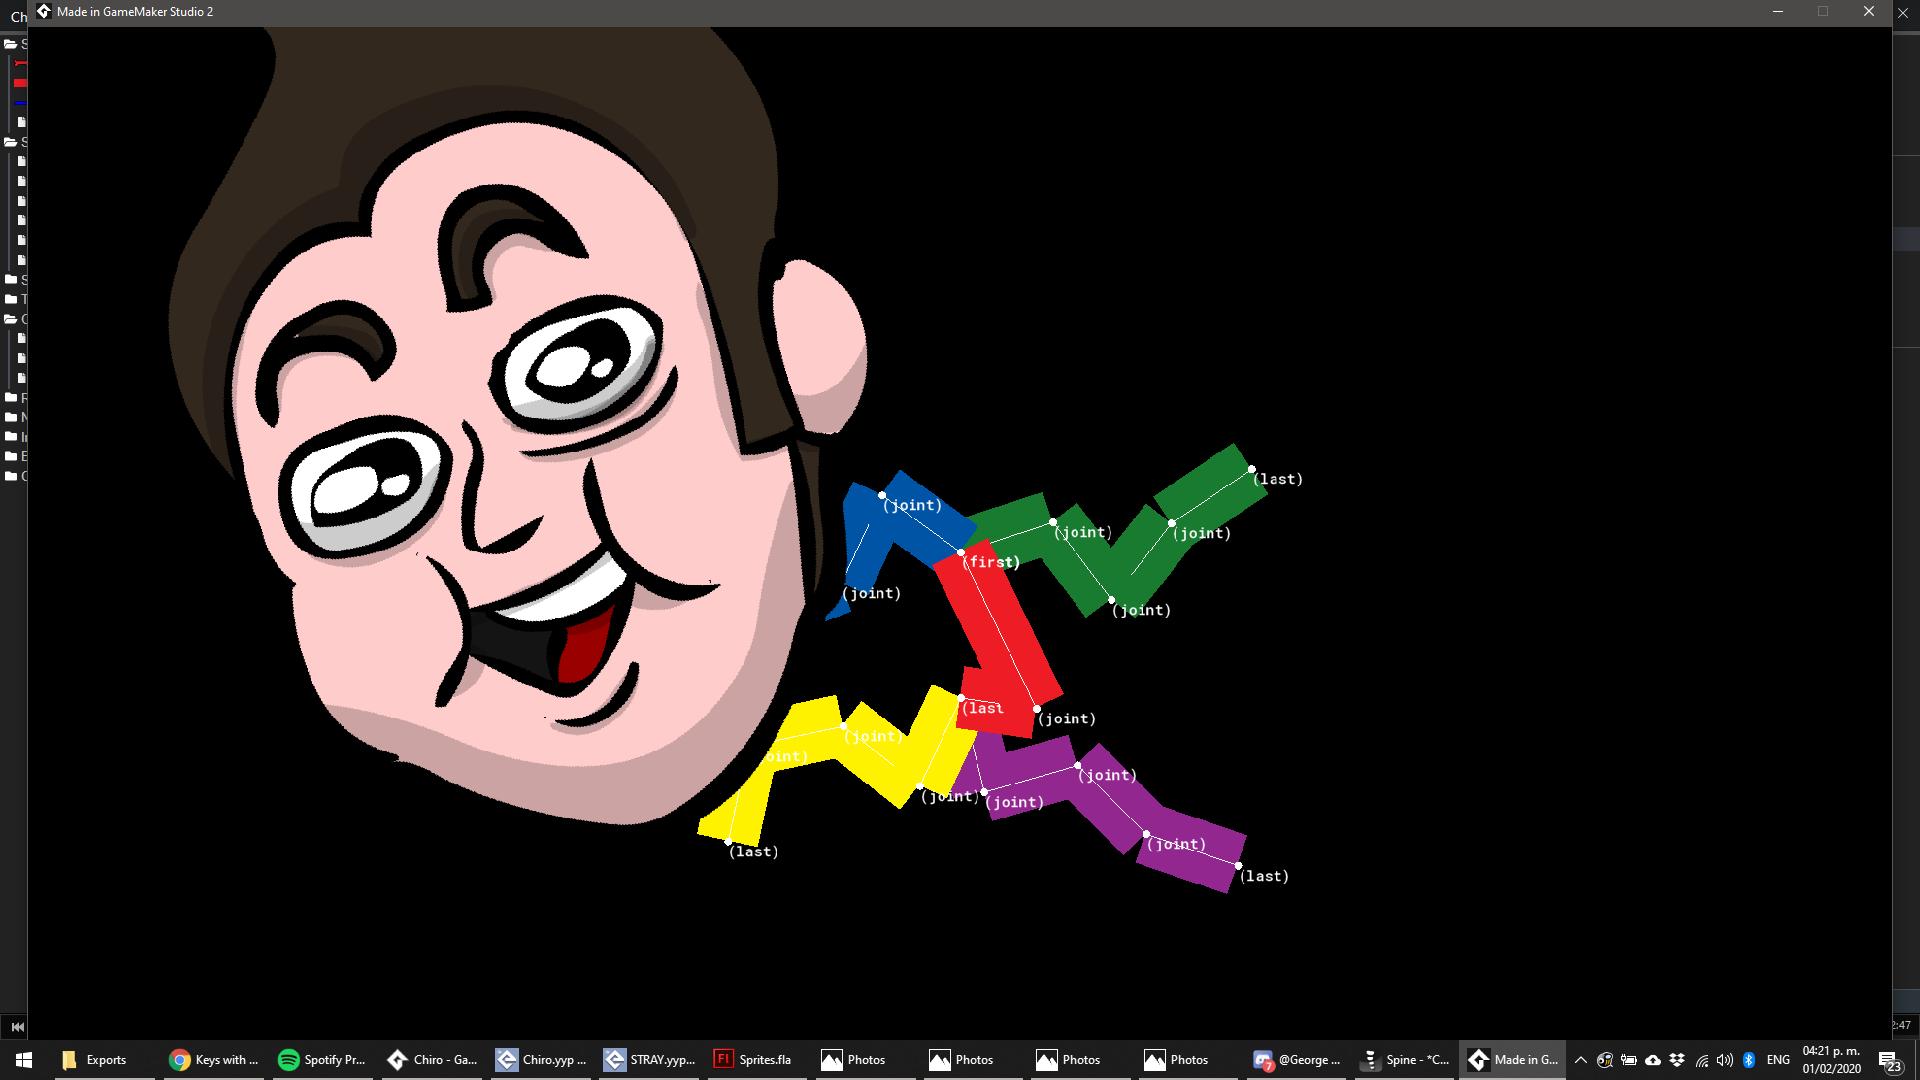 Made in GameMaker Studio 2
(last)
(joint)
(joint)
(joint)
(first)
(joint)
(joint)
(last
(joint)
(joint)
(joint)
(joint)
(joint)
(joint)
(joint)
(last)
(last)
2:47
Exports
Keys with ...
Spotify Pr...
Chiro - Ga...
Chiro.yyp ...
STRAY.yyp...
Sprites.fla
Photos
Photos
Photos
Photos
@George ...
Spine - *C...
Made in G...
ENG
04:21 p. m.
01/02/2020
23